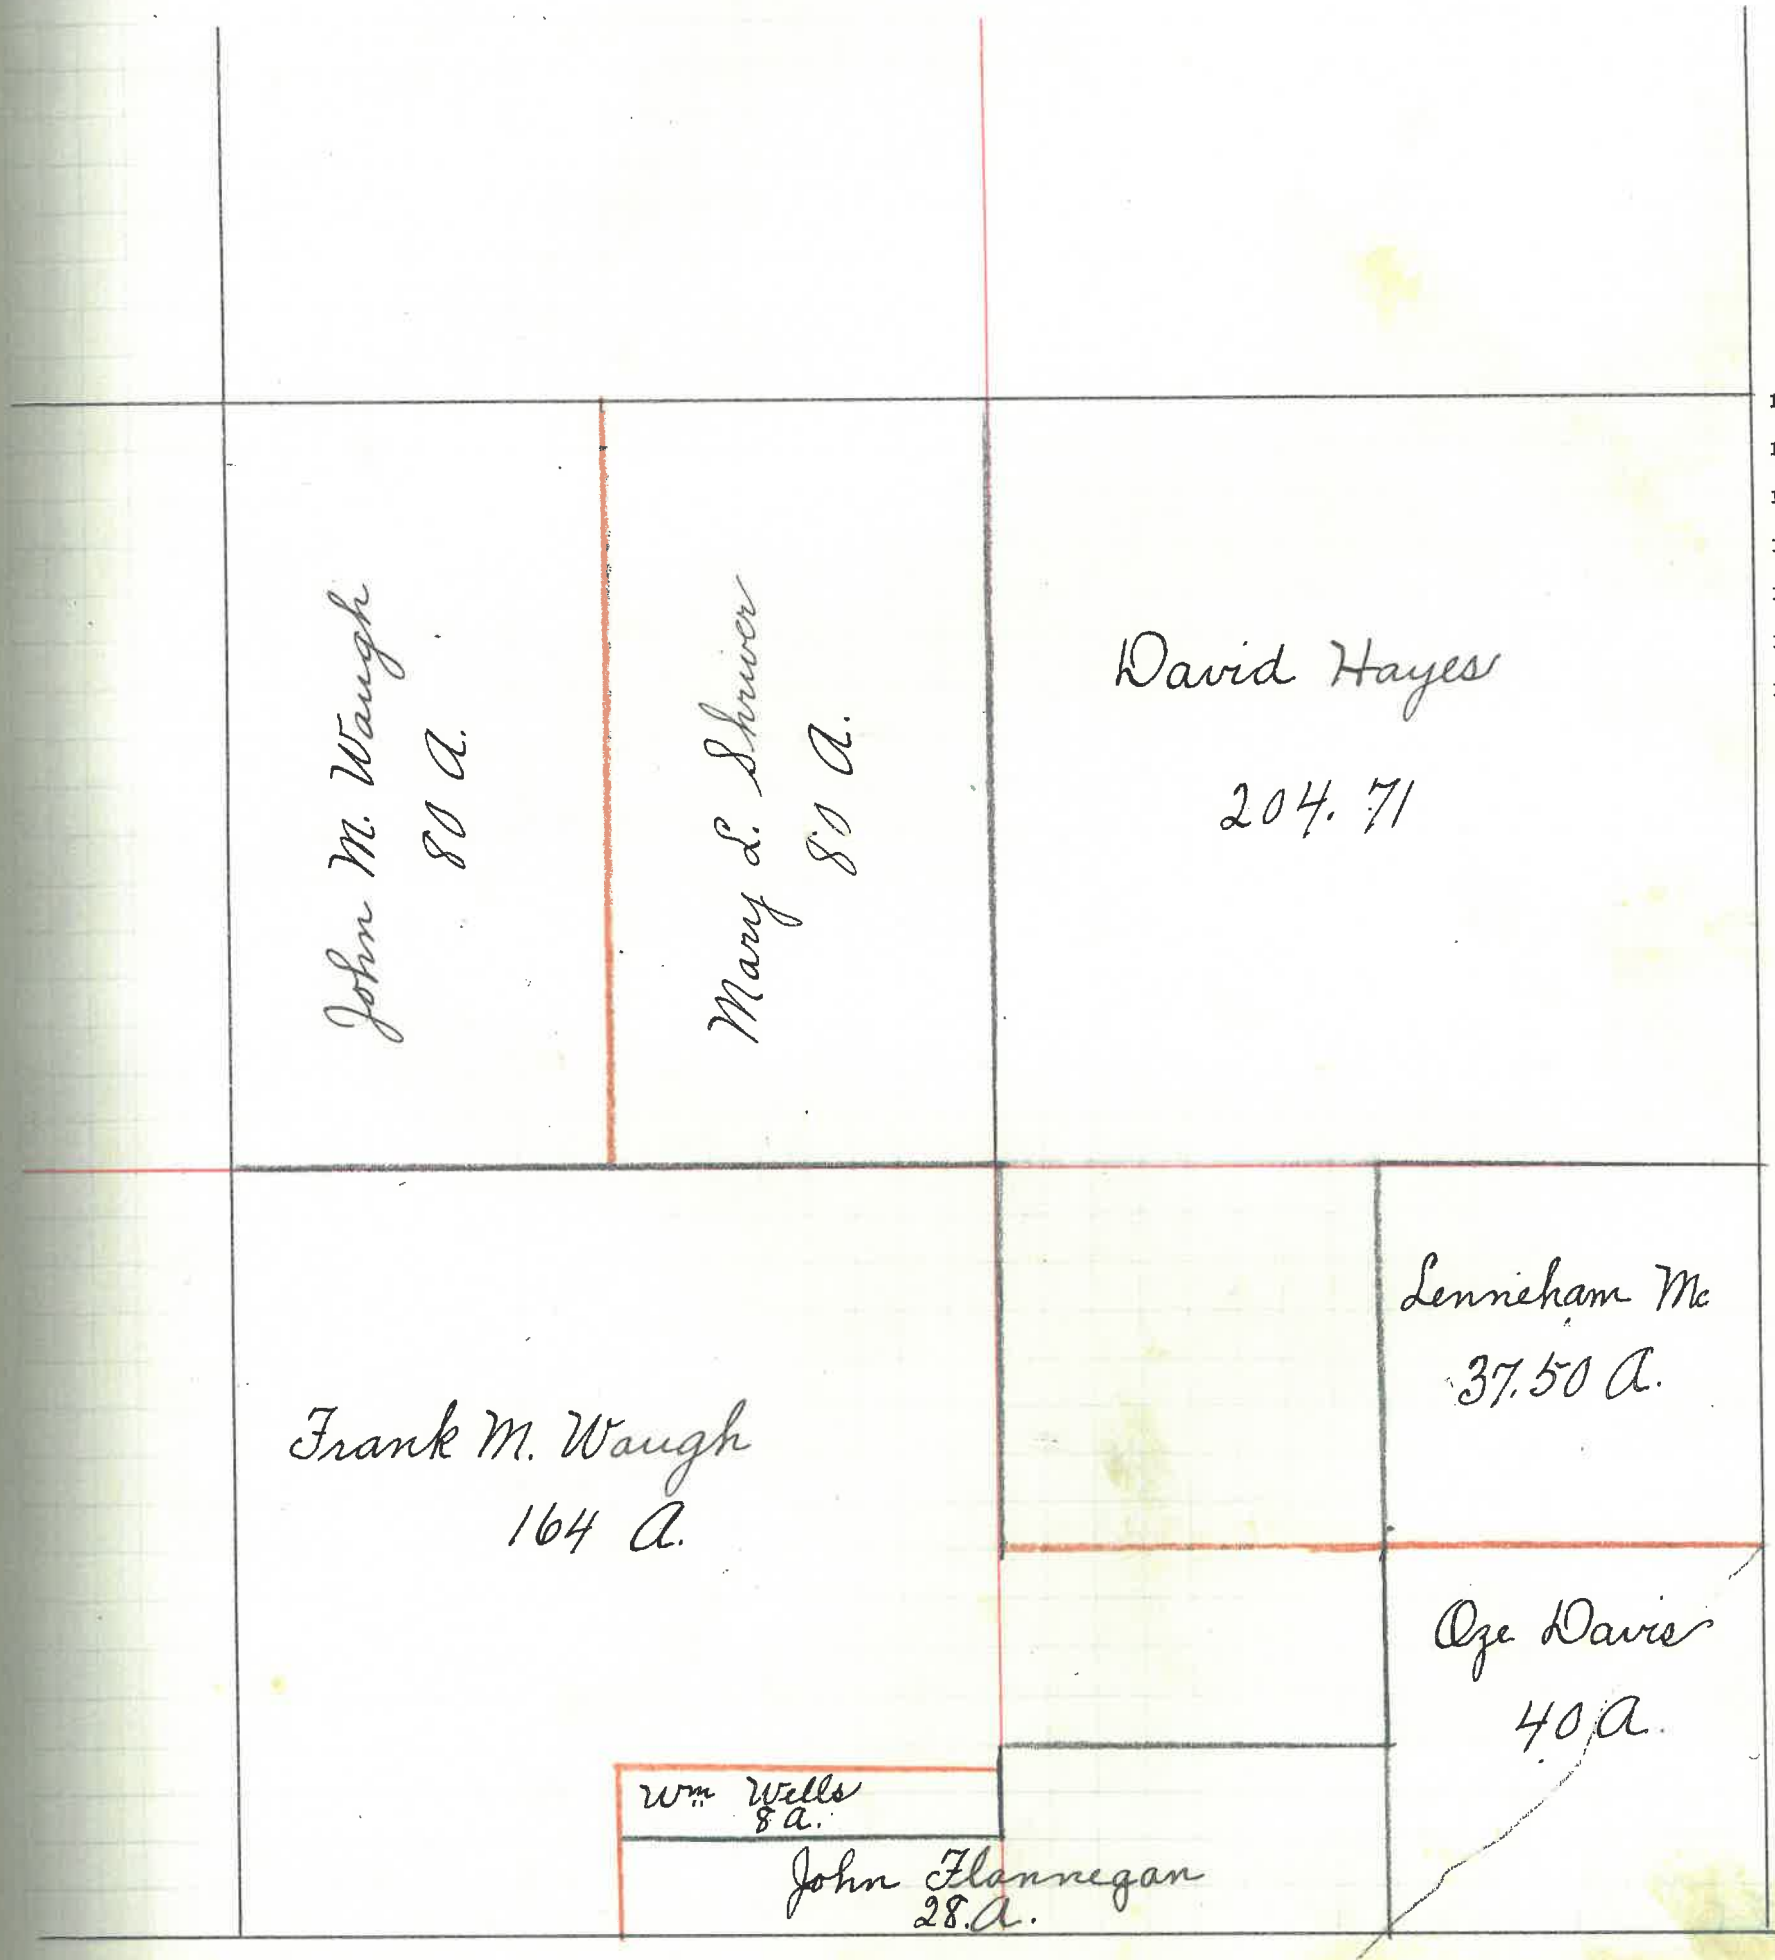 John M. Waugh
80 A.
Mary L. Shriver
80 A.
David Hayes
204.71
Frank M. Waugh
164 A.
Lenneham Mc
37.50 A.
Oze Davis
40 A.
Wm Wells
8 A.
John Flannegan
28.A.